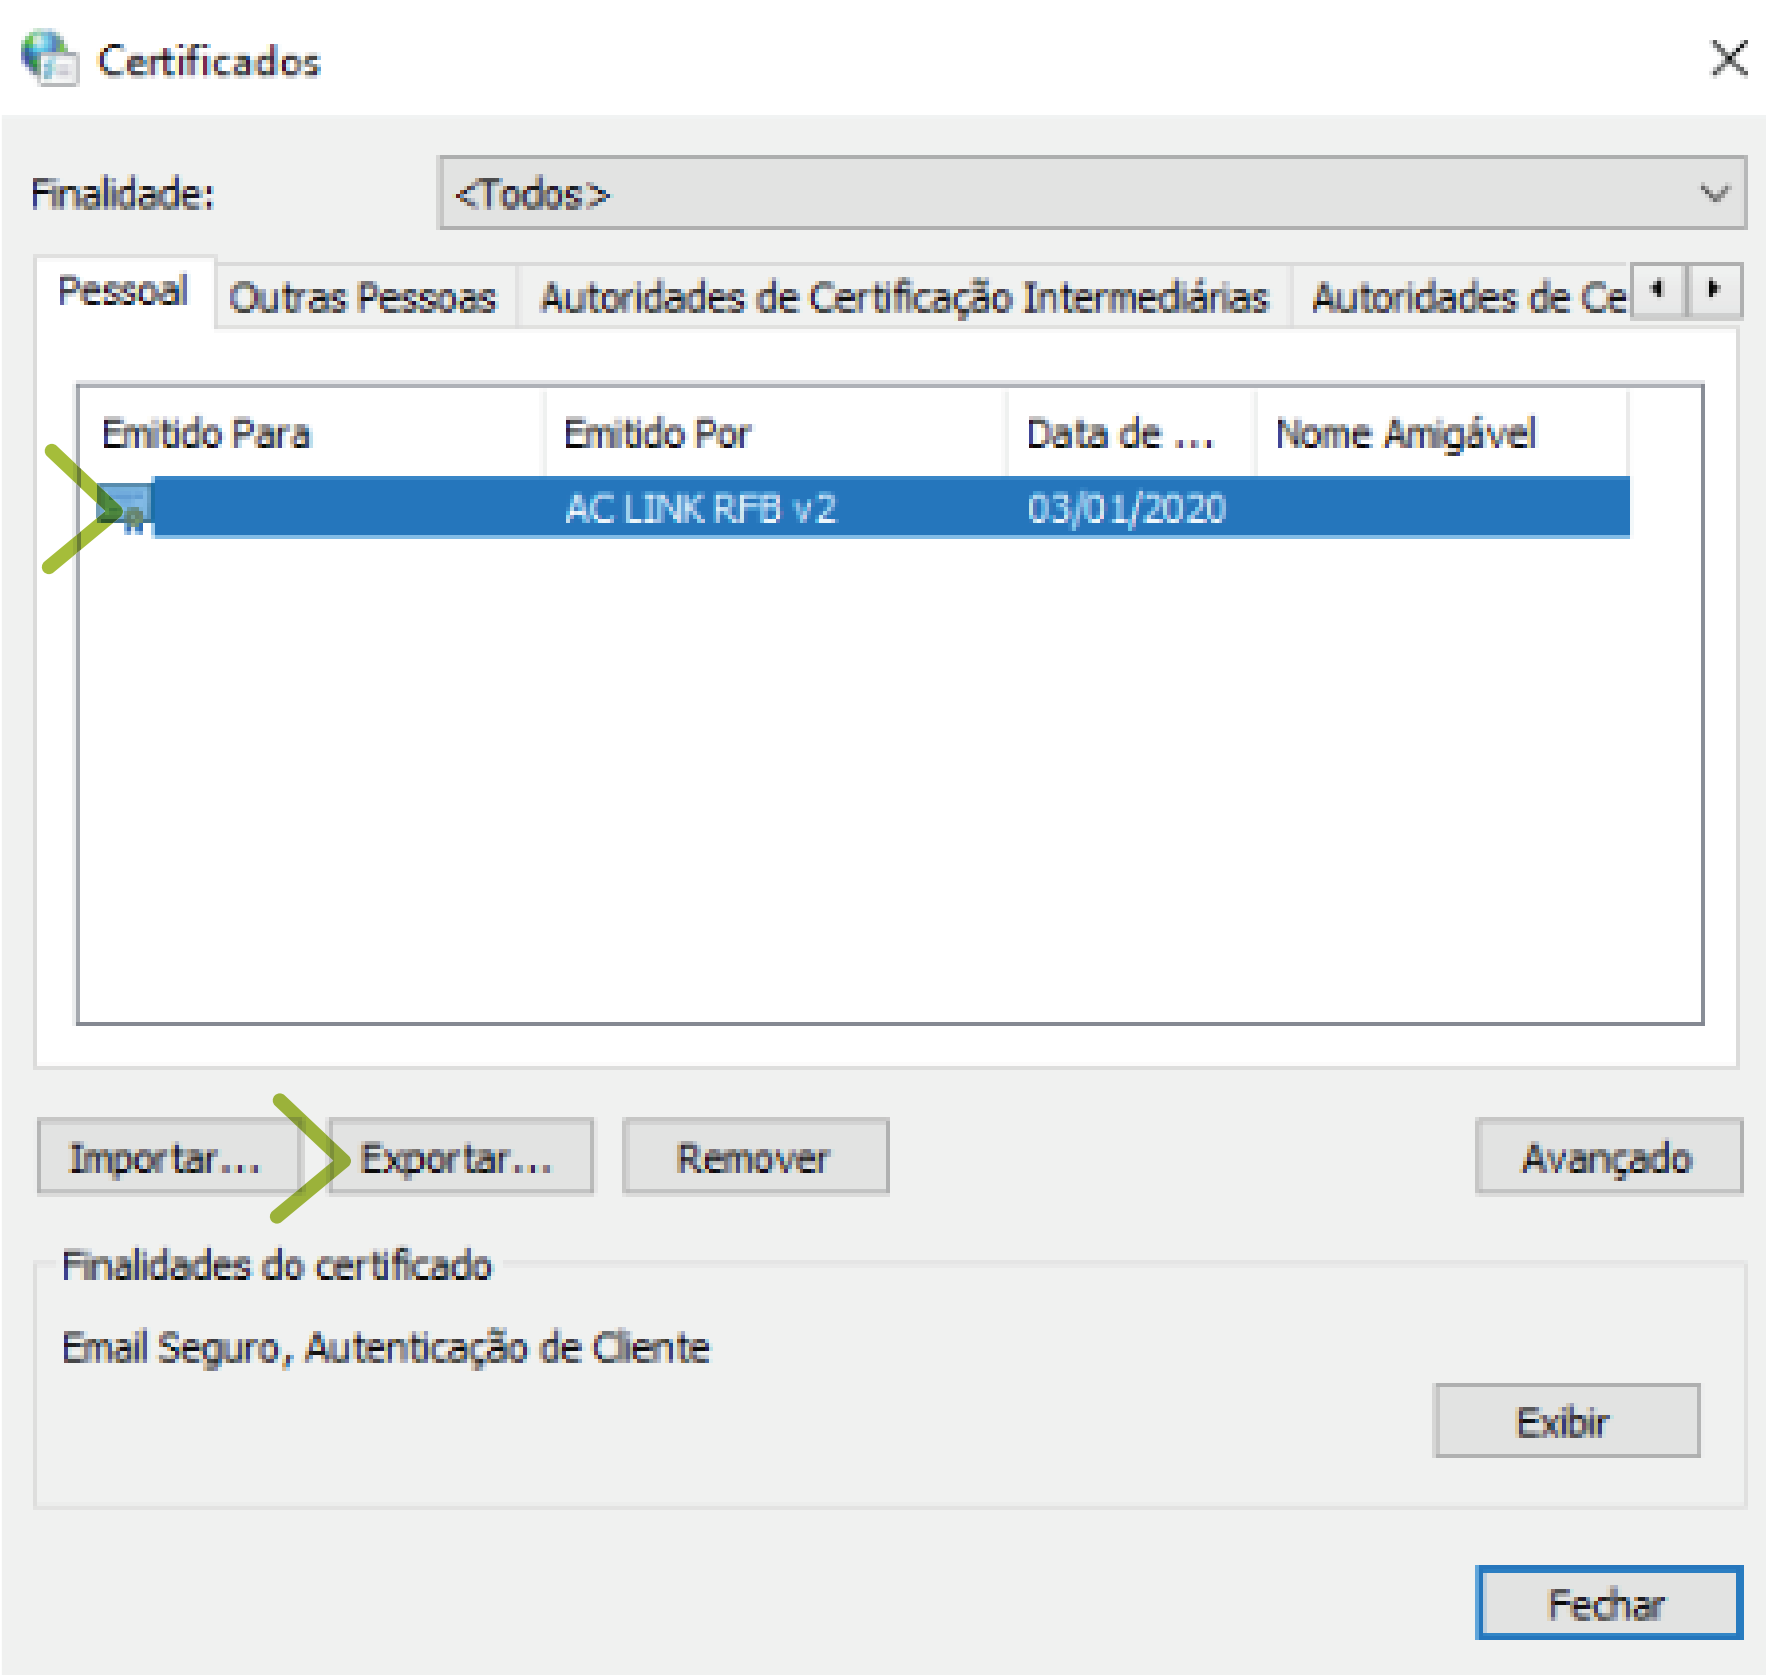 Certificados
Finalidade: <Todos>
Pessoal Outras Pessoas Autoridades de Certificação Intermediárias Autoridades de Ce
Emitido Para Emitido Por Data de ... Nome Amigável
AC LINK RFB v2 03/01/2020
Importar... Exportar... Remover Avançado
Finalidades do certificado
Email Seguro, Autenticação de Cliente
Exibir
Fechar